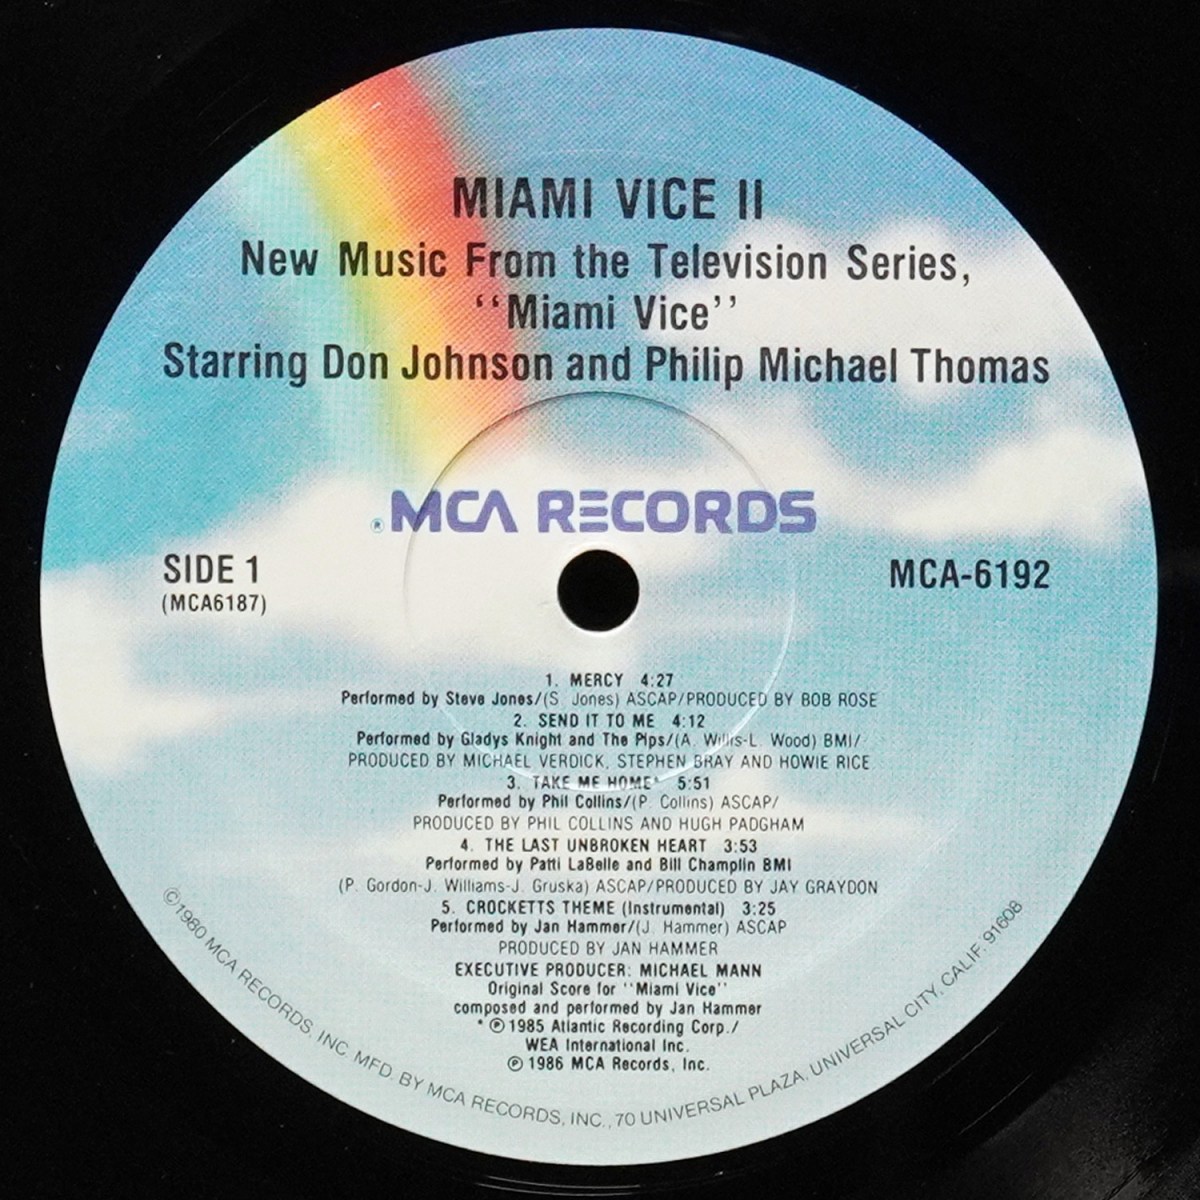 MIAMI VICE II
New Music From the Television Series,
"Miami Vice"
Starring Don Johnson and Philip Michael Thomas
® MCA RECORDS
SIDE 1
(MCA6187)
MCA-6192
1. MERCY 4:27
Performed by Steve Jones/(S. Jones) ASCAP/PRODUCED BY BOB ROSE
2. SEND IT TO ME 4:12
Performed by Gladys Knight and The Pips/(A. Willis-L. Wood) BMI/
PRODUCED BY MICHAEL VERDICK, STEPHEN BRAY AND HOWIE RICE
3. TAKE ME HOME* 5:51
Performed by Phil Collins/(P. Collins) ASCAP/
PRODUCED BY PHIL COLLINS AND HUGH PADGHAM
4. THE LAST UNBROKEN HEART 3:53
Performed by Patti LaBelle and Bill Champlin BMI
(P. Gordon-J. Williams-J. Gruska) ASCAP/PRODUCED BY JAY GRAYDON
5. CROCKETTS THEME (Instrumental) 3:25
Performed by Jan Hammer/(J. Hammer) ASCAP
PRODUCED BY JAN HAMMER
EXECUTIVE PRODUCER: MICHAEL MANN
Original Score for "Miami Vice"
composed and performed by Jan Hammer
* ℗ 1985 Atlantic Recording Corp./
WEA International Inc.
℗ 1986 MCA Records, Inc.
©1980 MCA RECORDS, INC. MFD. BY MCA RECORDS, INC., 70 UNIVERSAL PLAZA, UNIVERSAL CITY, CALIF. 91608